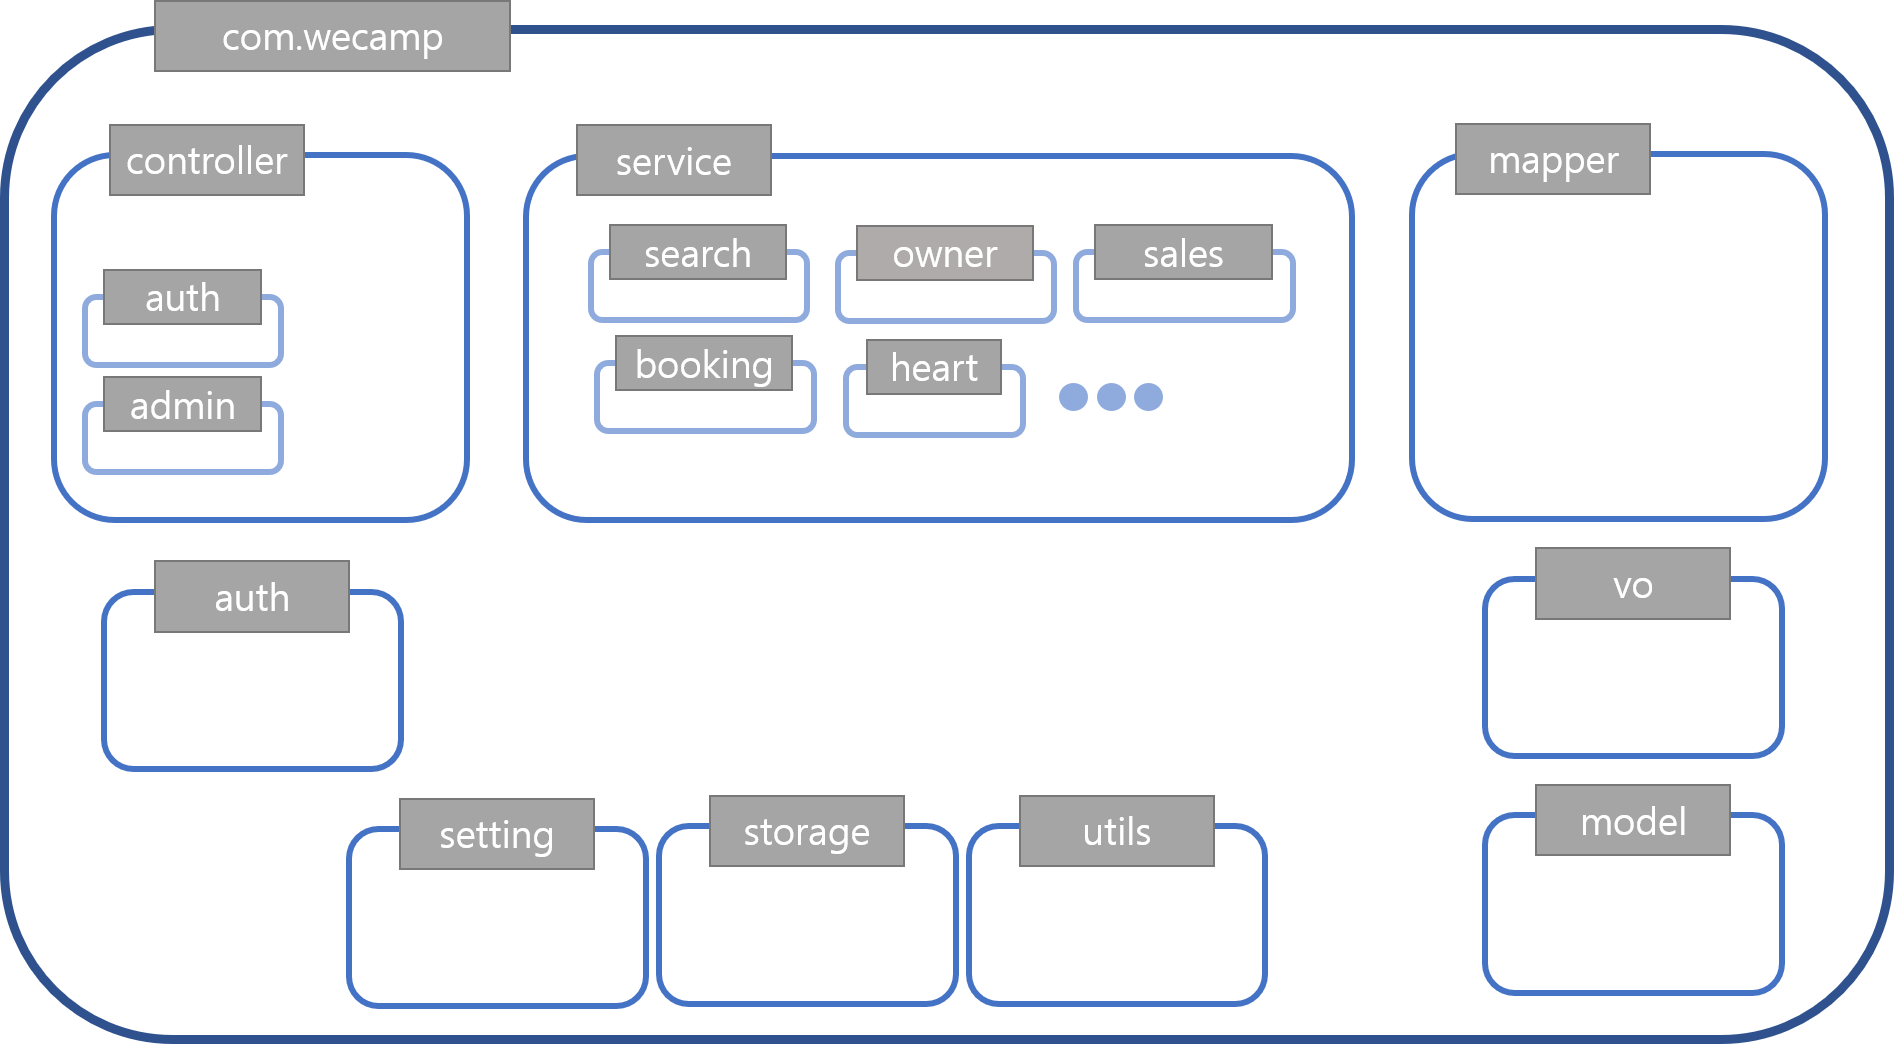 com.wecamp
controller
service
mapper
search
owner
sales
auth
booking
heart
admin
auth
vo
setting
storage
utils
model